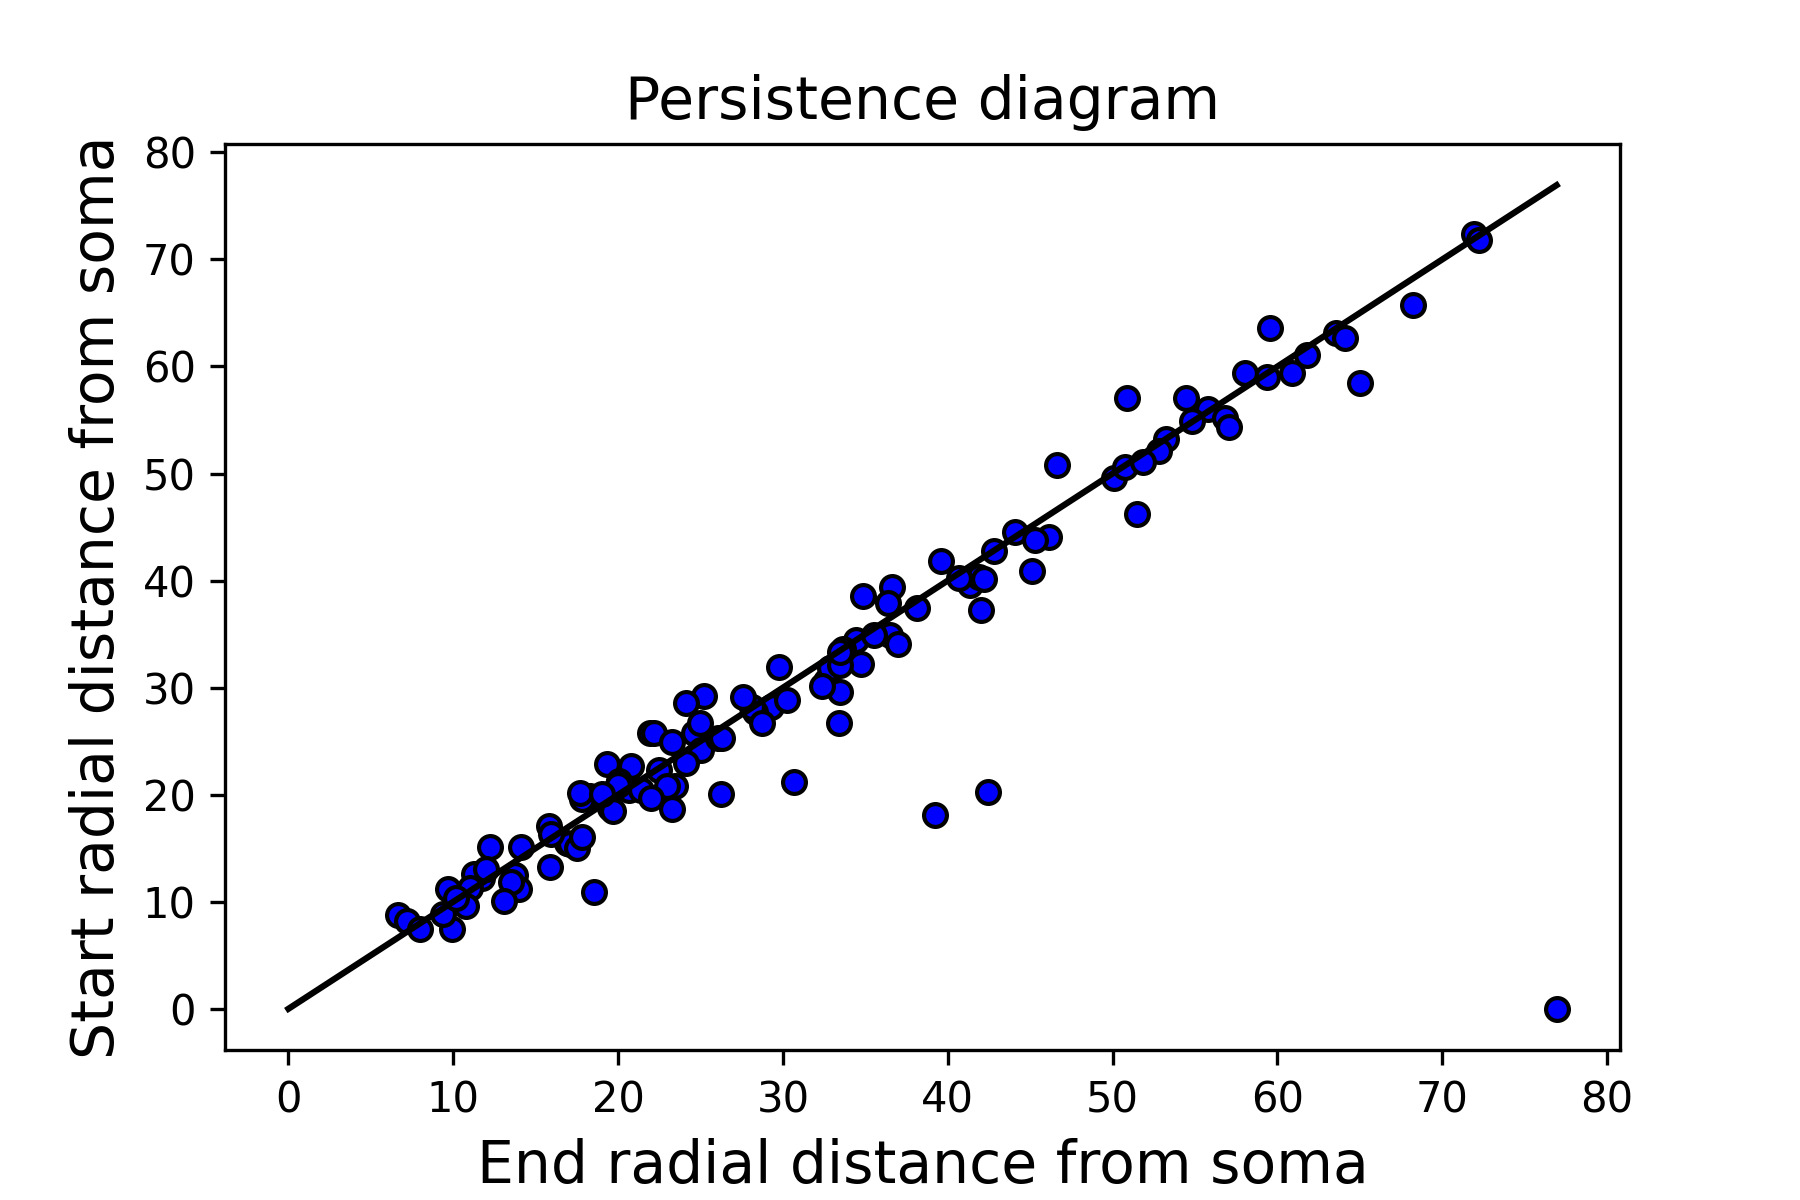 Persistence diagram
Start radial distance from soma
80
70
60
50
40
30
20
10
0
0 10 20 30 40 50 60 70 80
End radial distance from soma